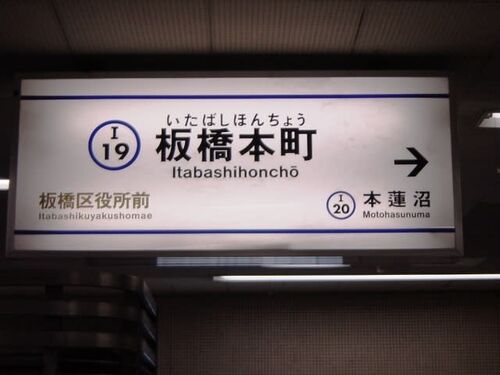 いたばしほんちょう
I
19
板橋本町
Itabashihonchō
→
板橋区役所前
Itabashikuyakushomae
I
20
本蓮沼
Motohasunuma